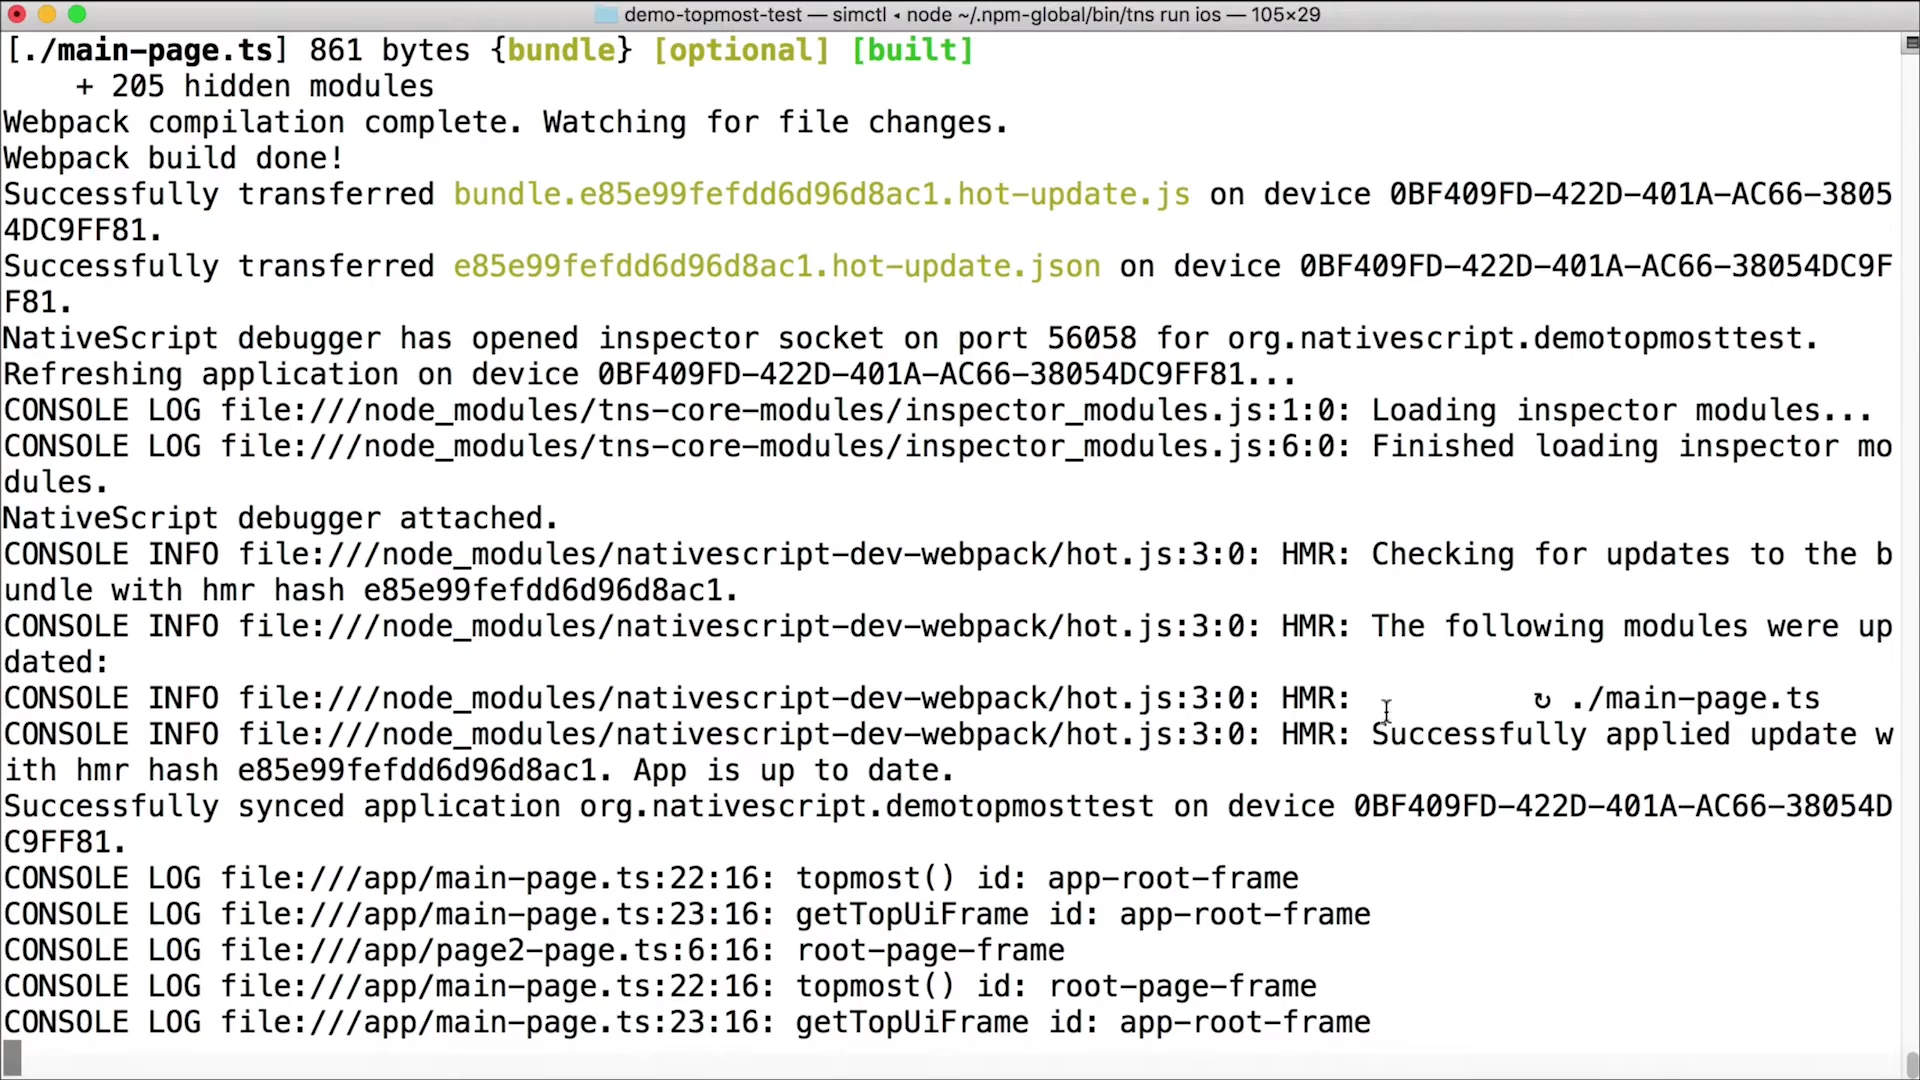 demo-topmost-test — simctl ◂ node ~/.npm-global/bin/tns run ios — 105×29
[./main-page.ts] 861 bytes {bundle} [optional] [built]
    + 205 hidden modules
Webpack compilation complete. Watching for file changes.
Webpack build done!
Successfully transferred bundle.e85e99fefdd6d96d8ac1.hot-update.js on device 0BF409FD-422D-401A-AC66-3805
4DC9FF81.
Successfully transferred e85e99fefdd6d96d8ac1.hot-update.json on device 0BF409FD-422D-401A-AC66-38054DC9F
F81.
NativeScript debugger has opened inspector socket on port 56058 for org.nativescript.demotopmosttest.
Refreshing application on device 0BF409FD-422D-401A-AC66-38054DC9FF81...
CONSOLE LOG file:///node_modules/tns-core-modules/inspector_modules.js:1:0: Loading inspector modules...
CONSOLE LOG file:///node_modules/tns-core-modules/inspector_modules.js:6:0: Finished loading inspector mo
dules.
NativeScript debugger attached.
CONSOLE INFO file:///node_modules/nativescript-dev-webpack/hot.js:3:0: HMR: Checking for updates to the b
undle with hmr hash e85e99fefdd6d96d8ac1.
CONSOLE INFO file:///node_modules/nativescript-dev-webpack/hot.js:3:0: HMR: The following modules were up
dated:
CONSOLE INFO file:///node_modules/nativescript-dev-webpack/hot.js:3:0: HMR:          ↻ ./main-page.ts
CONSOLE INFO file:///node_modules/nativescript-dev-webpack/hot.js:3:0: HMR: Successfully applied update w
ith hmr hash e85e99fefdd6d96d8ac1. App is up to date.
Successfully synced application org.nativescript.demotopmosttest on device 0BF409FD-422D-401A-AC66-38054D
C9FF81.
CONSOLE LOG file:///app/main-page.ts:22:16: topmost() id: app-root-frame
CONSOLE LOG file:///app/main-page.ts:23:16: getTopUiFrame id: app-root-frame
CONSOLE LOG file:///app/page2-page.ts:6:16: root-page-frame
CONSOLE LOG file:///app/main-page.ts:22:16: topmost() id: root-page-frame
CONSOLE LOG file:///app/main-page.ts:23:16: getTopUiFrame id: app-root-frame